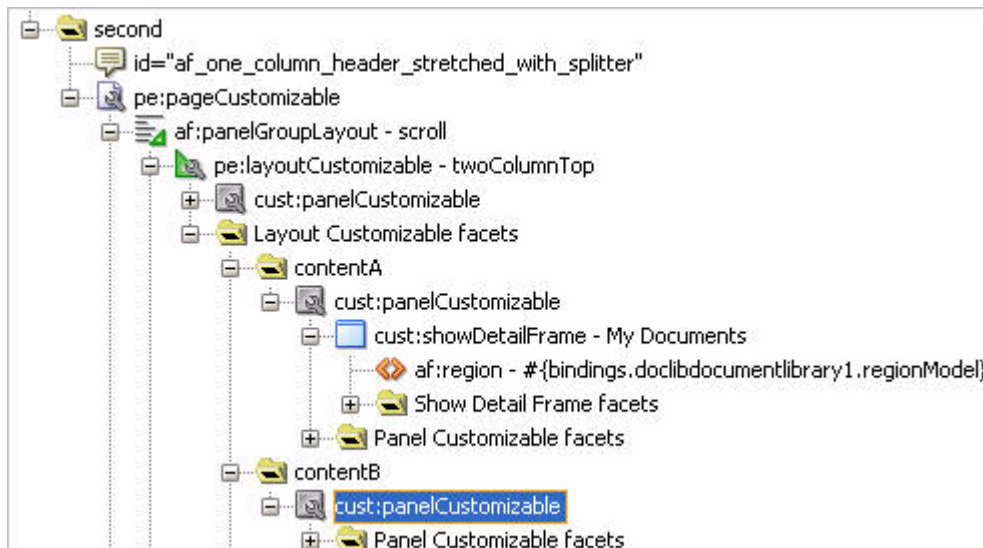 second
id="af_one_column_header_stretched_with_splitter"
pe:pageCustomizable
af:panelGroupLayout - scroll
pe:layoutCustomizable - twoColumnTop
cust:panelCustomizable
Layout Customizable facets
contentA
cust:panelCustomizable
cust:showDetailFrame - My Documents
af:region - #{bindings.doclibdocumentlibrary1.regionModel}
Show Detail Frame facets
Panel Customizable facets
contentB
cust:panelCustomizable
Panel Customizable facets